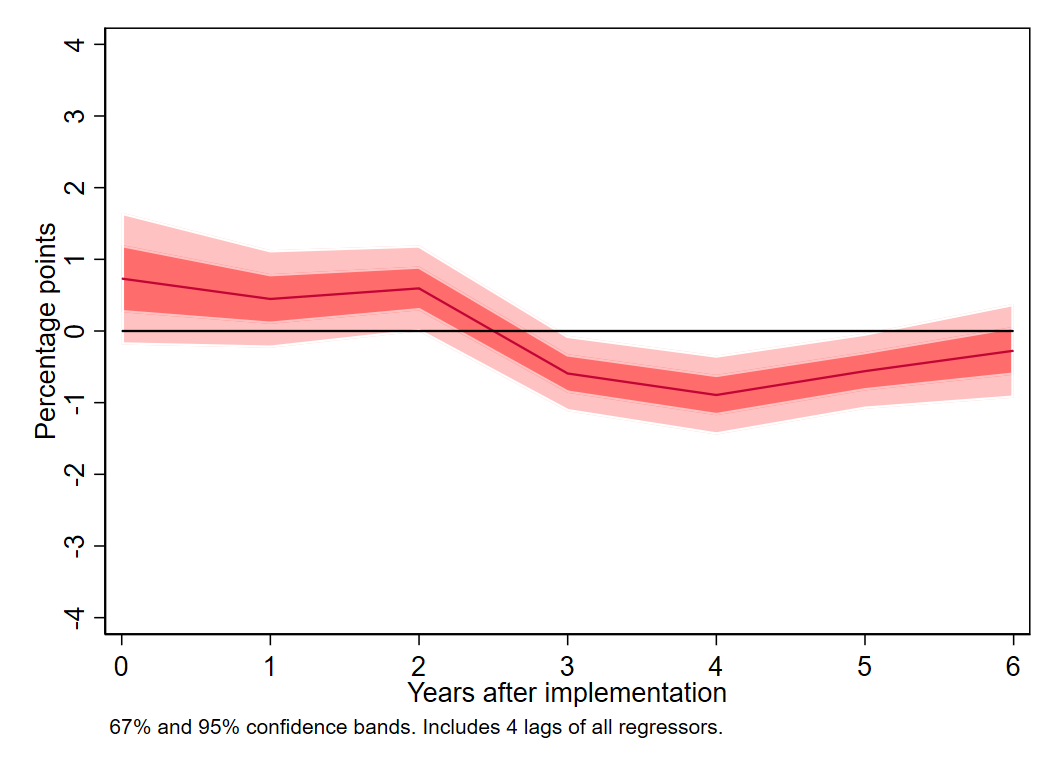 4
3
2
1
0
-1
-2
-3
-4
Percentage points
0 1 2 3 4 5 6
Years after implementation
67% and 95% confidence bands. Includes 4 lags of all regressors.